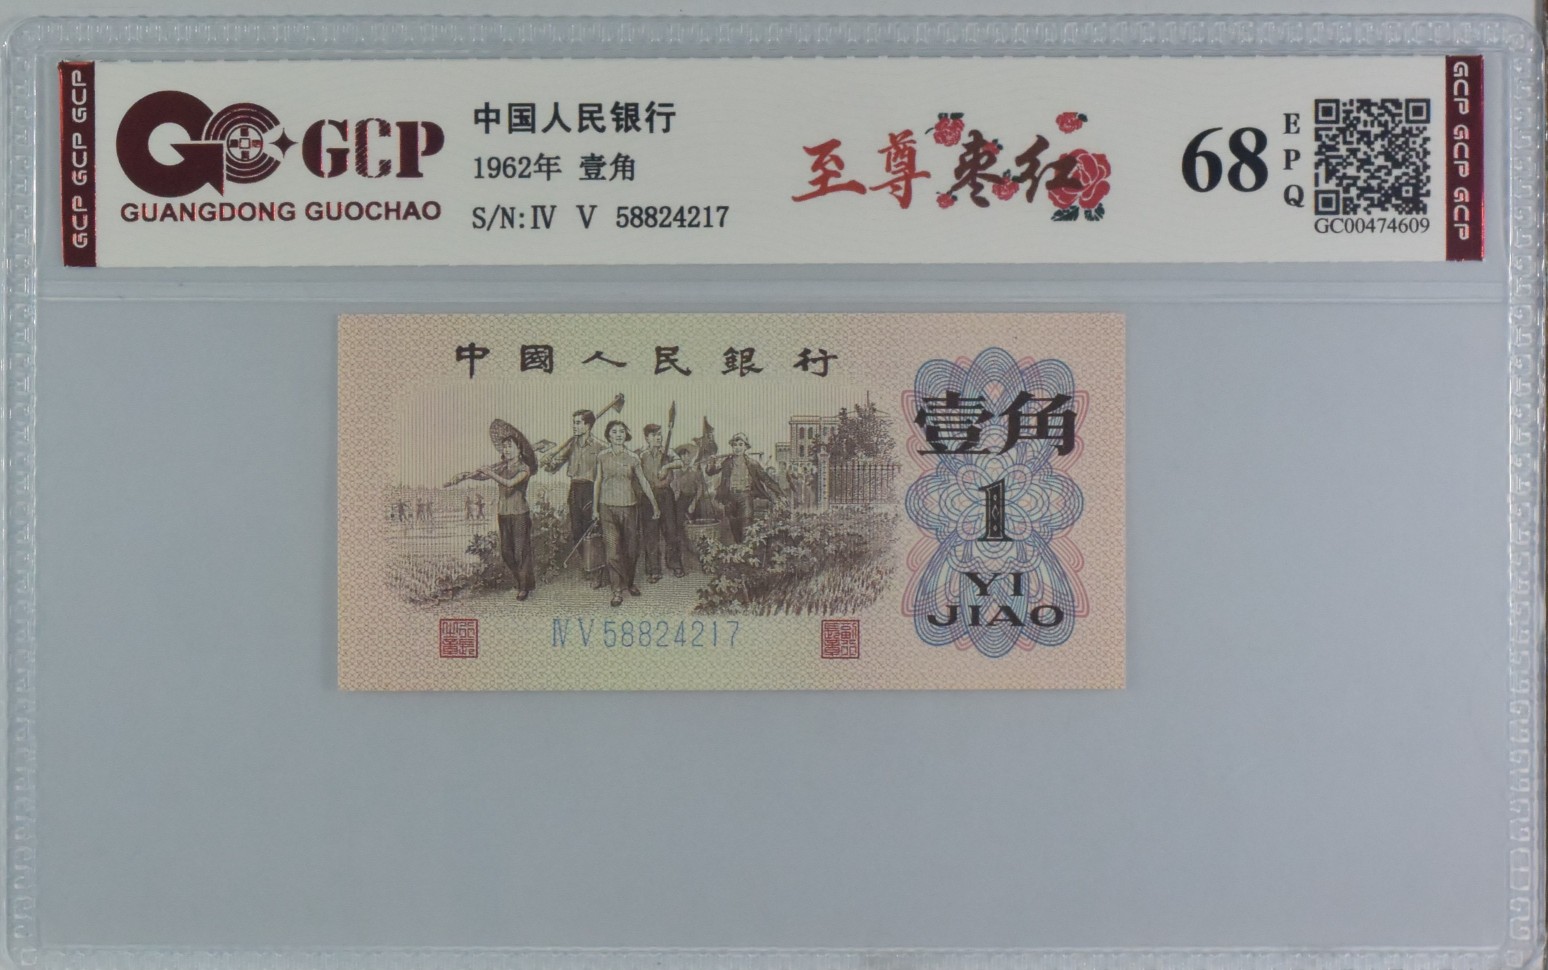 GCP GCP GCP
GCP
GUANGDONG GUOCHAO
中国人民银行
1962年 壹角
S/N:Ⅳ Ⅴ 58824217
至尊枣红
68
EPQ
GC00474609
GCP GCP GCP
中國人民銀行
壹角
1
YI
JIAO
ⅣⅤ58824217